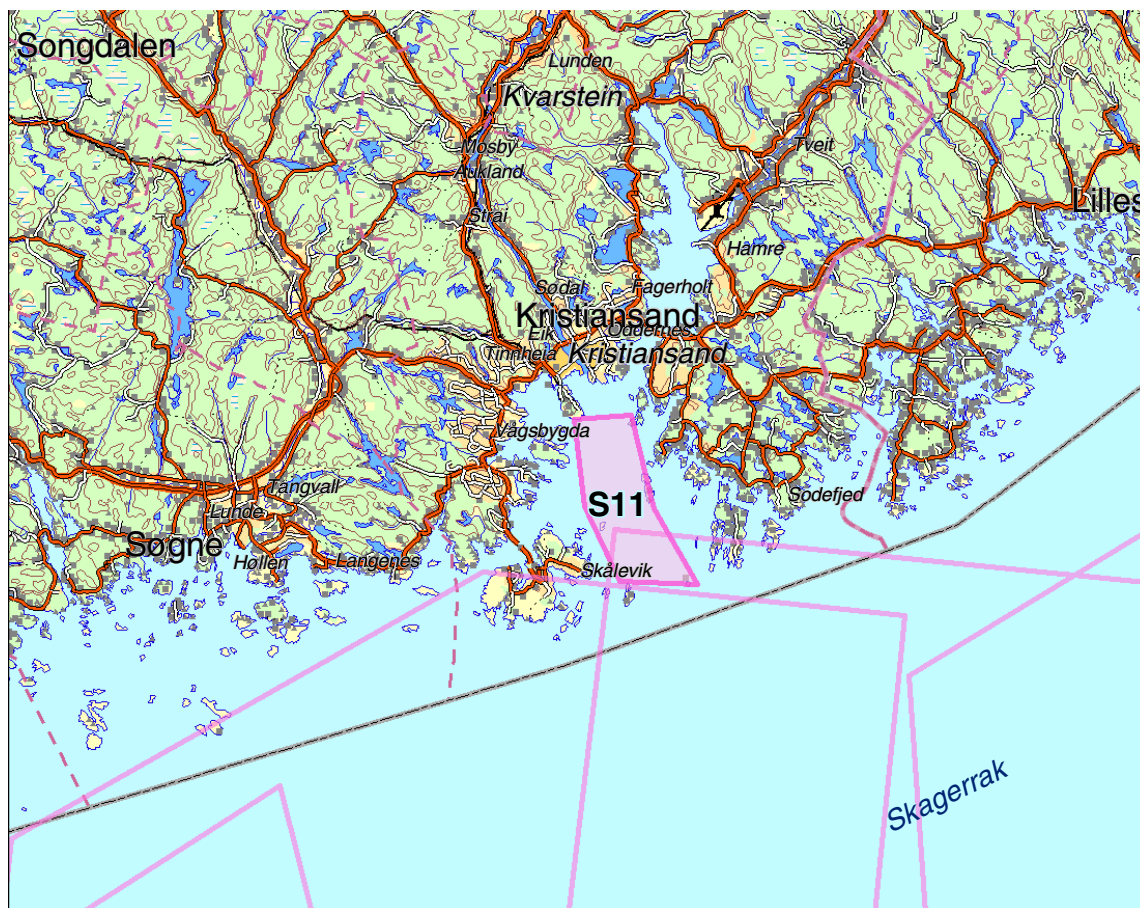 Songdalen
Lunden
Kvarstein
Mosby
Tveit
Aukland
Lilles
Strai
Hamre
Sødal
Fagerholt
Kristiansand
Eik
Oddernes
Tinnheia
Kristiansand
Vågsbygda
Tangvall
Sodefjed
S11
Lunde
Søgne
Høllen
Langenes
Skålevik
Skagerrak